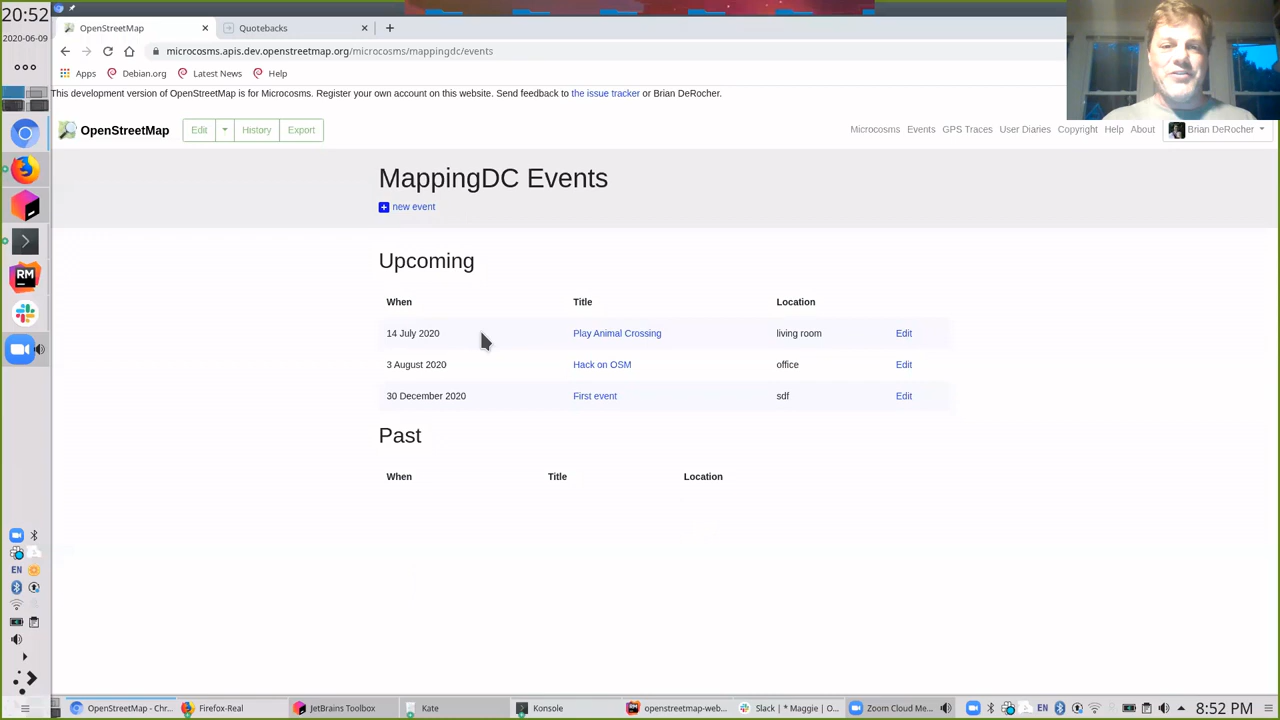 20:52
2020-06-09
OpenStreetMap
Quotebacks
microcosms.apis.dev.openstreetmap.org/microcosms/mappingdc/events
Apps Debian.org Latest News Help
This development version of OpenStreetMap is for Microcosms. Register your own account on this website. Send feedback to the issue tracker or Brian DeRocher.
OpenStreetMap Edit History Export Microcosms Events GPS Traces User Diaries Copyright Help About Brian DeRocher
MappingDC Events
new event
Upcoming
When Title Location
14 July 2020 Play Animal Crossing living room Edit
3 August 2020 Hack on OSM office Edit
30 December 2020 First event sdf Edit
Past
When Title Location
RM
EN
OpenStreetMap - Chr... Firefox-Real JetBrains Toolbox Kate Konsole openstreetmap-web... Slack | * Maggie | O... Zoom Cloud Me... EN 8:52 PM